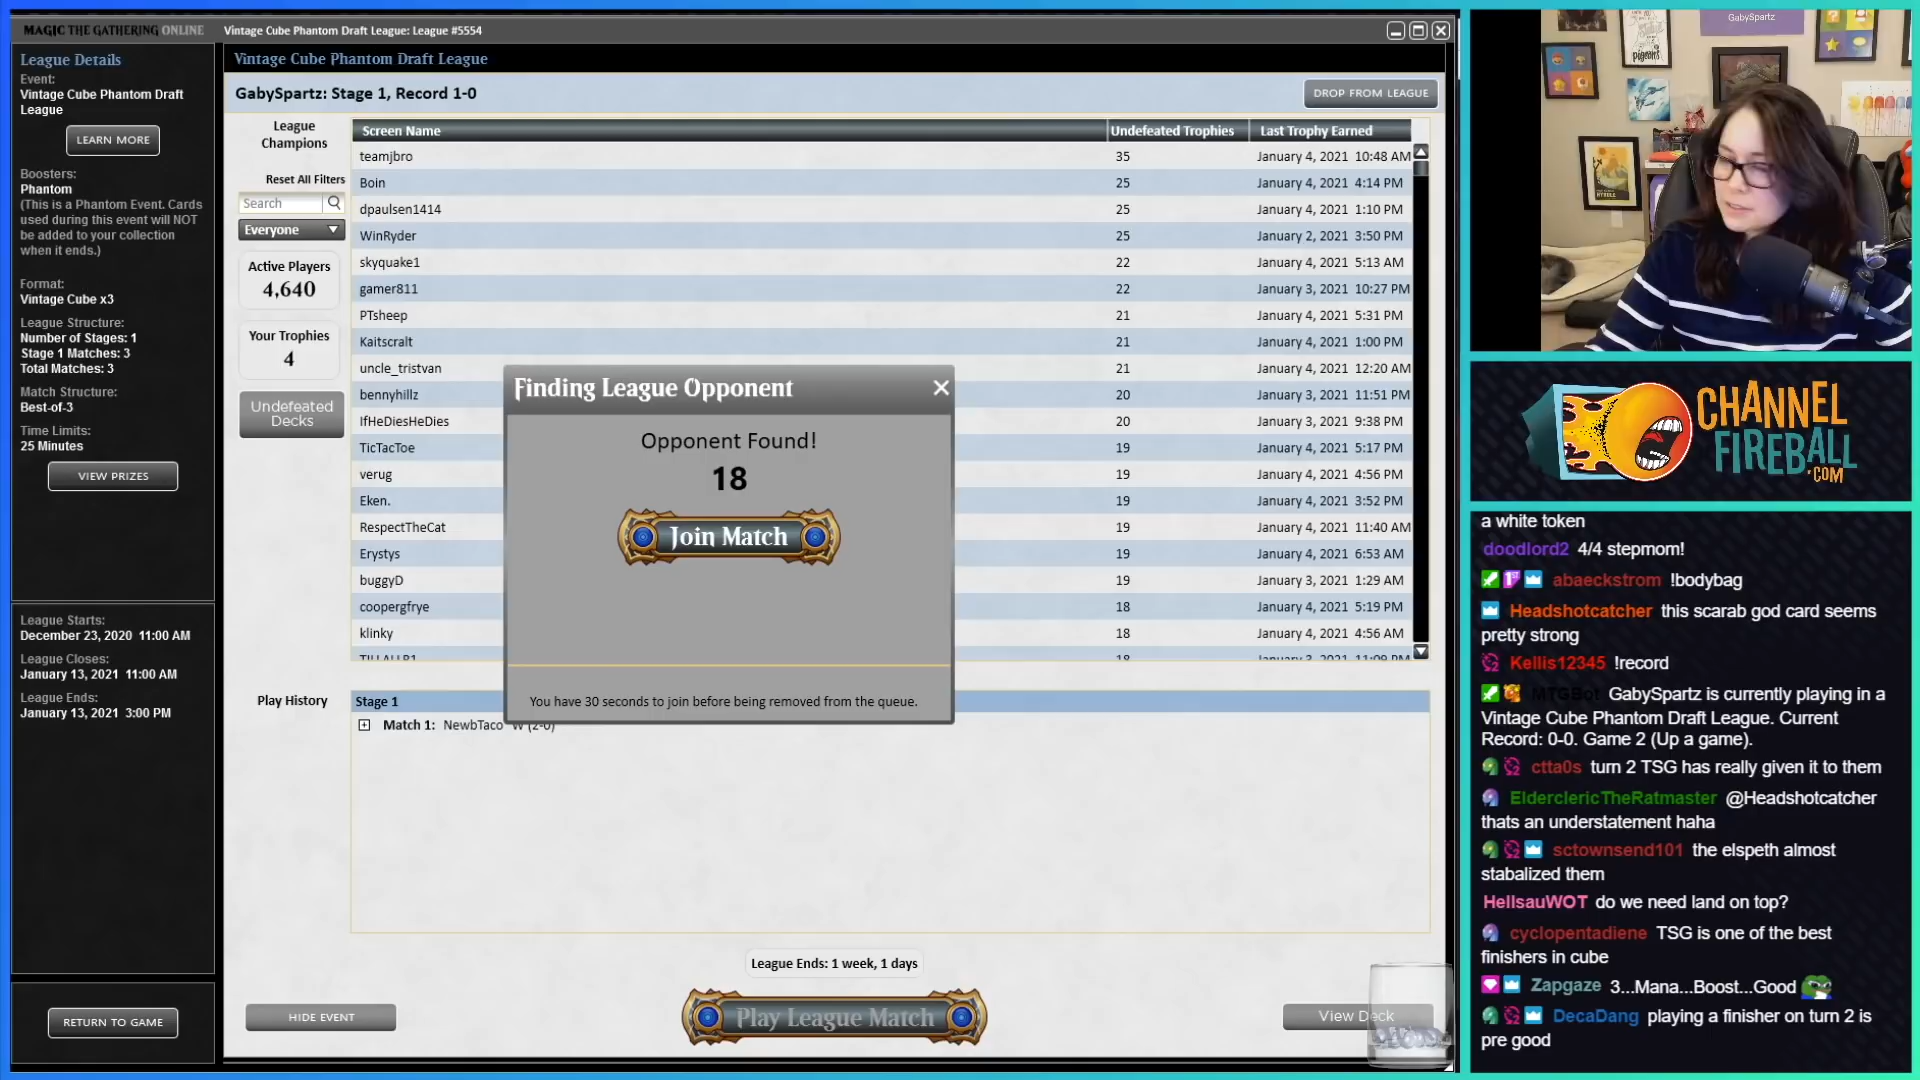 MAGIC THE GATHERING ONLINE
Vintage Cube Phantom Draft League: League #5554
League Details
Event:
Vintage Cube Phantom Draft
League
LEARN MORE
Boosters:
Phantom
(This is a Phantom Event. Cards
used during this event will NOT
be added to your collection
when it ends.)
Format:
Vintage Cube x3
League Structure:
Number of Stages: 1
Stage 1 Matches: 3
Total Matches: 3
Match Structure:
Best-of-3
Time Limits:
25 Minutes
VIEW PRIZES
League Starts:
December 23, 2020 11:00 AM
League Closes:
January 13, 2021 11:00 AM
League Ends:
January 13, 2021 3:00 PM
RETURN TO GAME
Vintage Cube Phantom Draft League
GabySpartz: Stage 1, Record 1-0
DROP FROM LEAGUE
League
Champions
Reset All Filters
Search
Everyone
Active Players
4,640
Your Trophies
4
Undefeated
Decks
Screen Name Undefeated Trophies Last Trophy Earned
teamjbro 35 January 4, 2021 10:48 AM
Boin 25 January 4, 2021 4:14 PM
dpaulsen1414 25 January 4, 2021 1:10 PM
WinRyder 25 January 2, 2021 3:50 PM
skyquake1 22 January 4, 2021 5:13 AM
gamer811 22 January 3, 2021 10:27 PM
PTsheep 21 January 4, 2021 5:31 PM
Kaitscralt 21 January 4, 2021 1:00 PM
uncle_tristvan 21 January 4, 2021 12:20 AM
bennyhillz 20 January 3, 2021 11:51 PM
IfHeDiesHeDies 20 January 3, 2021 9:38 PM
TicTacToe 19 January 4, 2021 5:17 PM
verug 19 January 4, 2021 4:56 PM
Eken. 19 January 4, 2021 3:52 PM
RespectTheCat 19 January 4, 2021 11:40 AM
Erystys 19 January 4, 2021 6:53 AM
buggyD 19 January 3, 2021 1:29 AM
coopergfrye 18 January 4, 2021 5:19 PM
klinky 18 January 4, 2021 4:56 AM
18 January 3, 2021 11:09 PM
Finding League Opponent
Opponent Found!
18
Join Match
You have 30 seconds to join before being removed from the queue.
Play History
Stage 1
Match 1: NewbTaco W (2-0)
League Ends: 1 week, 1 days
HIDE EVENT
Play League Match
View Deck
GabySpartz
pigeons
HYRULE
CHANNEL
FIREBALL
.COM
a white token
doodlord2 4/4 stepmom!
abaeckstrom !bodybag
Headshotcatcher this scarab god card seems
pretty strong
Kellis12345 !record
MTGBot GabySpartz is currently playing in a
Vintage Cube Phantom Draft League. Current
Record: 0-0. Game 2 (Up a game).
ctta0s turn 2 TSG has really given it to them
ElderclericTheRatmaster @Headshotcatcher
thats an understatement haha
sctownsend101 the elspeth almost
stabalized them
HellsauWOT do we need land on top?
cyclopentadiene TSG is one of the best
finishers in cube
Zapgaze 3...Mana...Boost...Good
DecaDang playing a finisher on turn 2 is
pre good